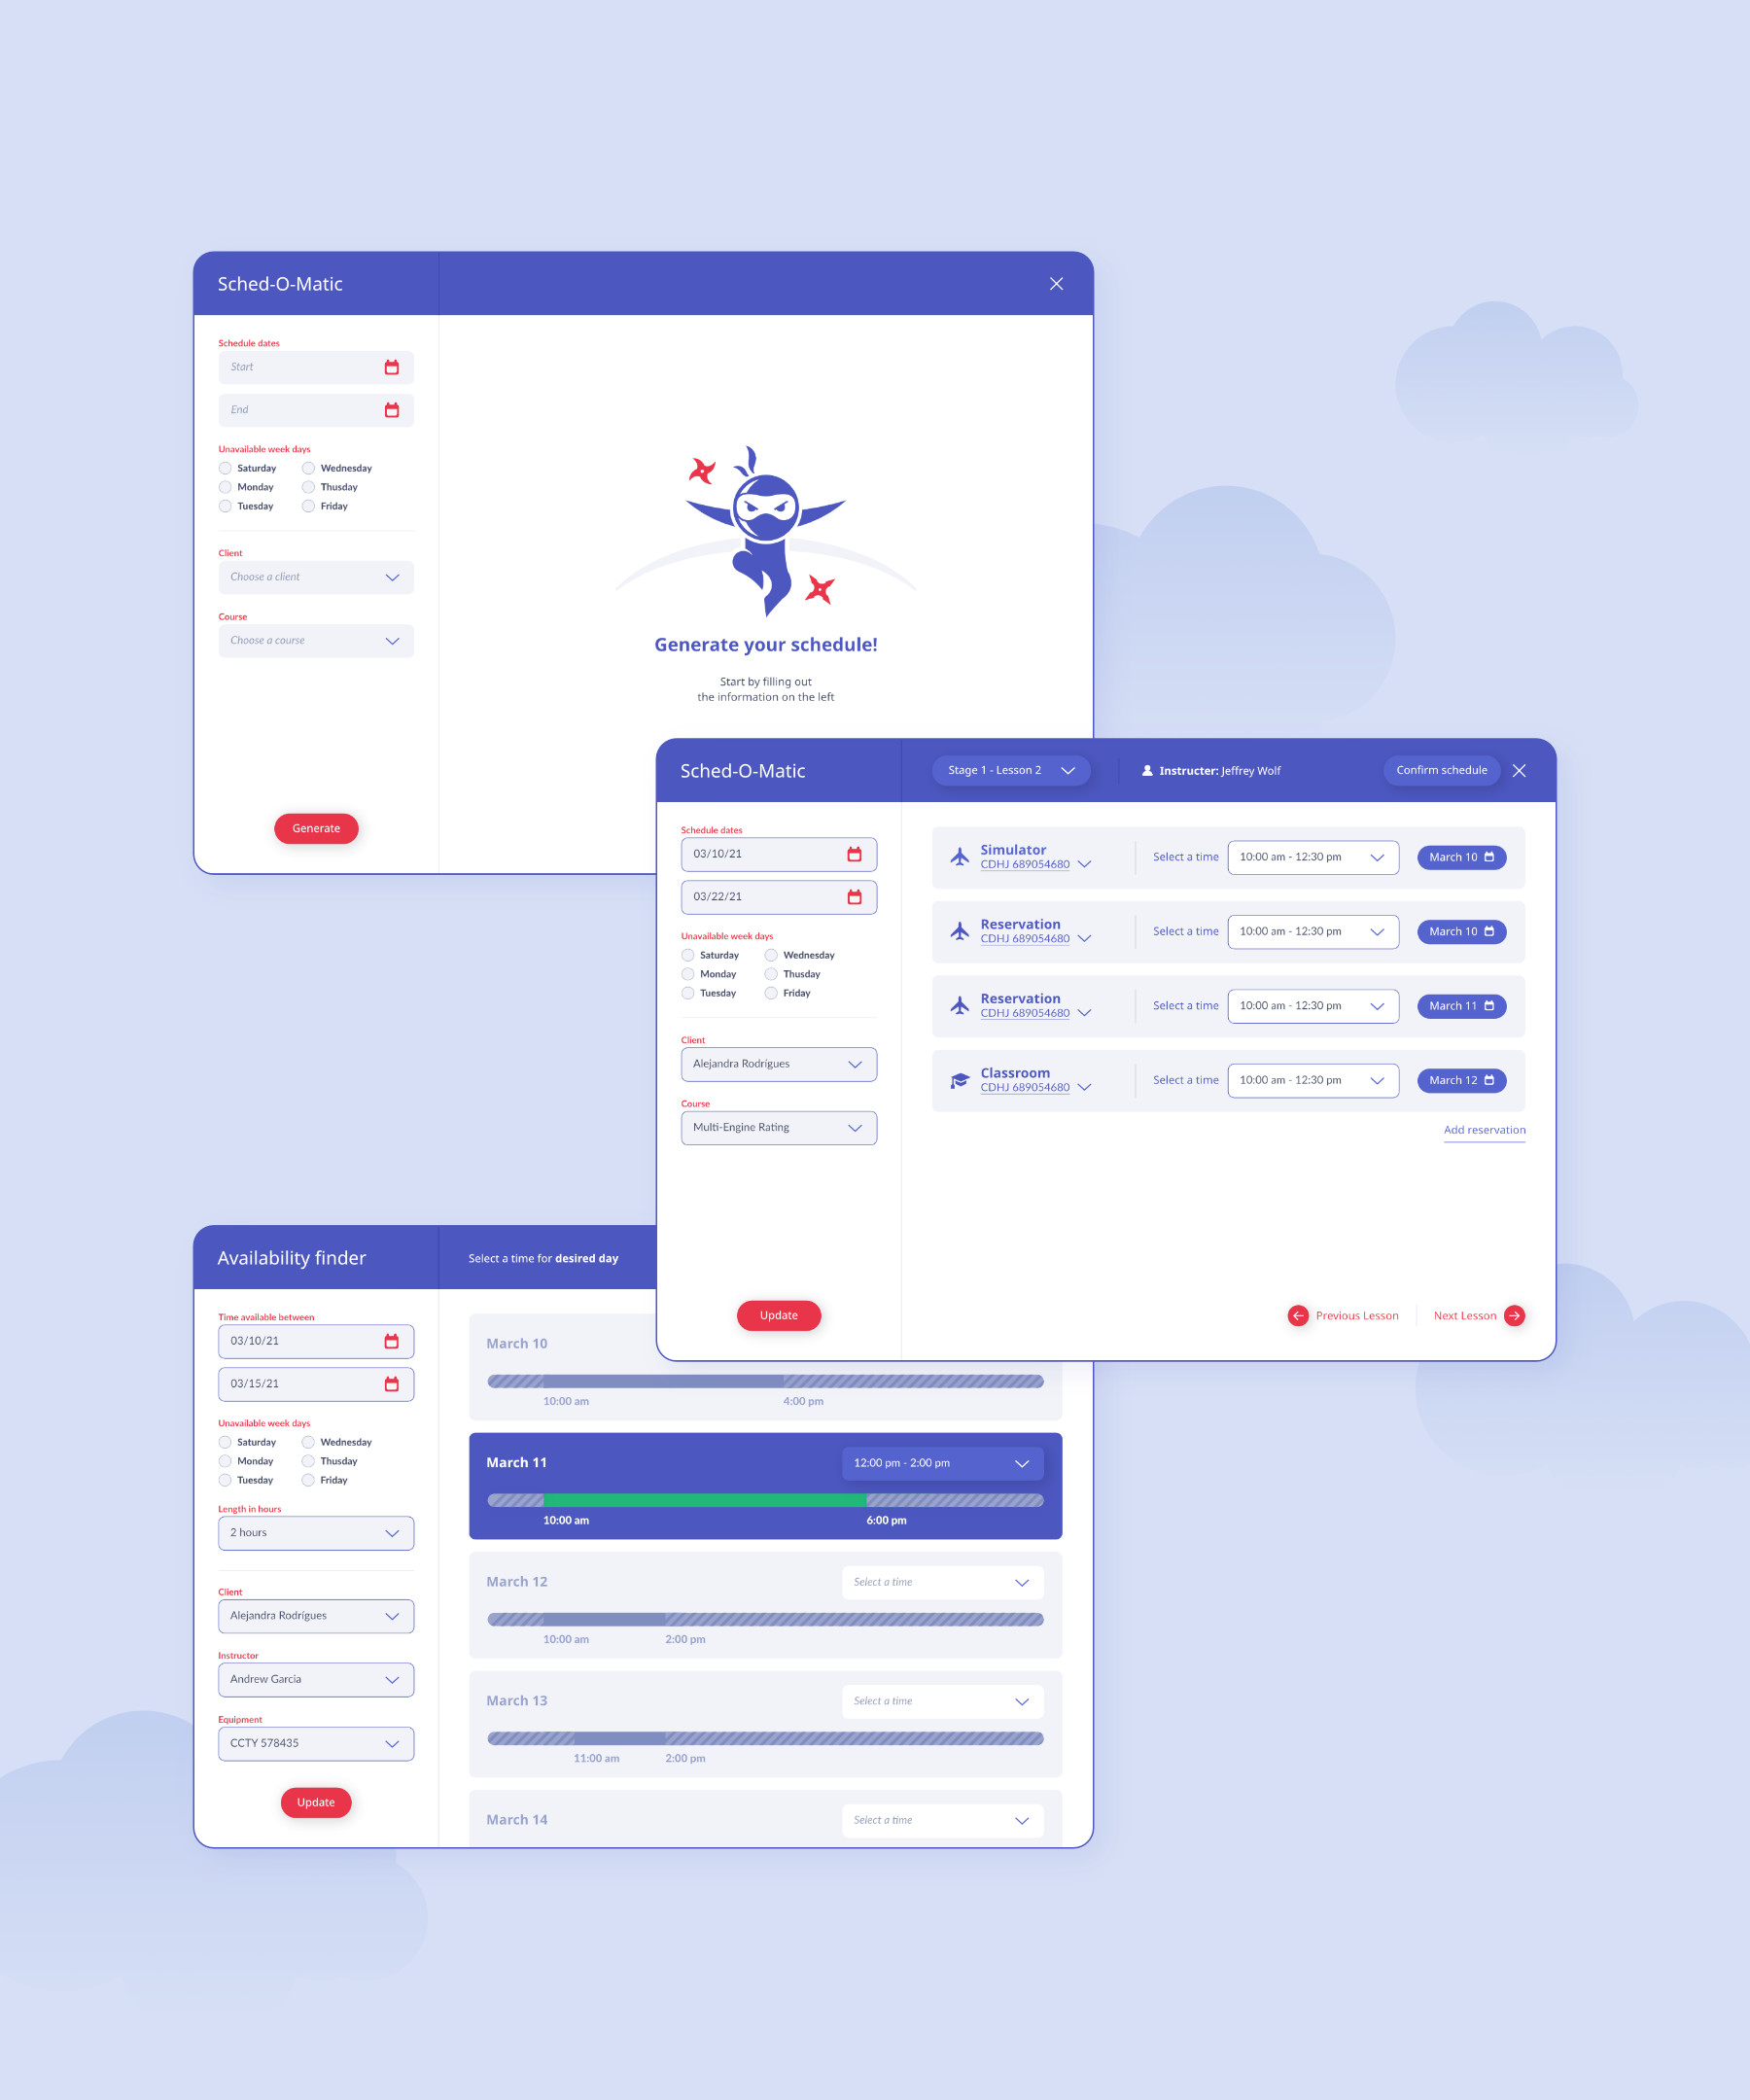 Sched-O-Matic
Schedule dates
Start
End
Unavailable week days
Saturday Wednesday
Monday Thusday
Tuesday Friday
Client
Choose a client
Course
Choose a course
Generate
Generate your schedule!
Start by filling out
the information on the left
Sched-O-Matic
Stage 1 - Lesson 2
Instructer: Jeffrey Wolf
Confirm schedule
Schedule dates
03/10/21
03/22/21
Unavailable week days
Saturday Wednesday
Monday Thusday
Tuesday Friday
Client
Alejandra Rodrígues
Course
Multi-Engine Rating
Update
Simulator
CDHJ 689054680
Select a time 10:00 am - 12:30 pm March 10
Reservation
CDHJ 689054680
Select a time 10:00 am - 12:30 pm March 10
Reservation
CDHJ 689054680
Select a time 10:00 am - 12:30 pm March 11
Classroom
CDHJ 689054680
Select a time 10:00 am - 12:30 pm March 12
Add reservation
Previous Lesson Next Lesson
Availability finder
Select a time for desired day
Time available between
03/10/21
03/15/21
Unavailable week days
Saturday Wednesday
Monday Thusday
Tuesday Friday
Length in hours
2 hours
Client
Alejandra Rodrígues
Instructor
Andrew Garcia
Equipment
CCTY 578435
Update
March 10
10:00 am 4:00 pm
March 11 12:00 pm - 2:00 pm
10:00 am 6:00 pm
March 12 Select a time
10:00 am 2:00 pm
March 13 Select a time
11:00 am 2:00 pm
March 14 Select a time